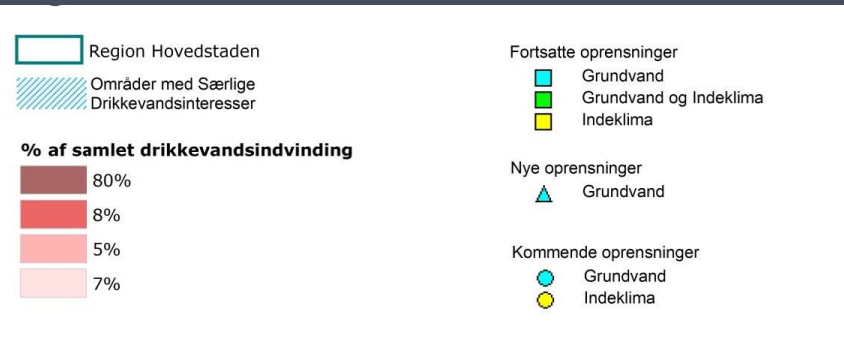 Region Hovedstaden
Områder med Særlige
Drikkevandsinteresser
% af samlet drikkevandsindvinding
80%
8%
5%
7%
Fortsatte oprensninger
Grundvand
Grundvand og Indeklima
Indeklima
Nye oprensninger
Grundvand
Kommende oprensninger
Grundvand
Indeklima